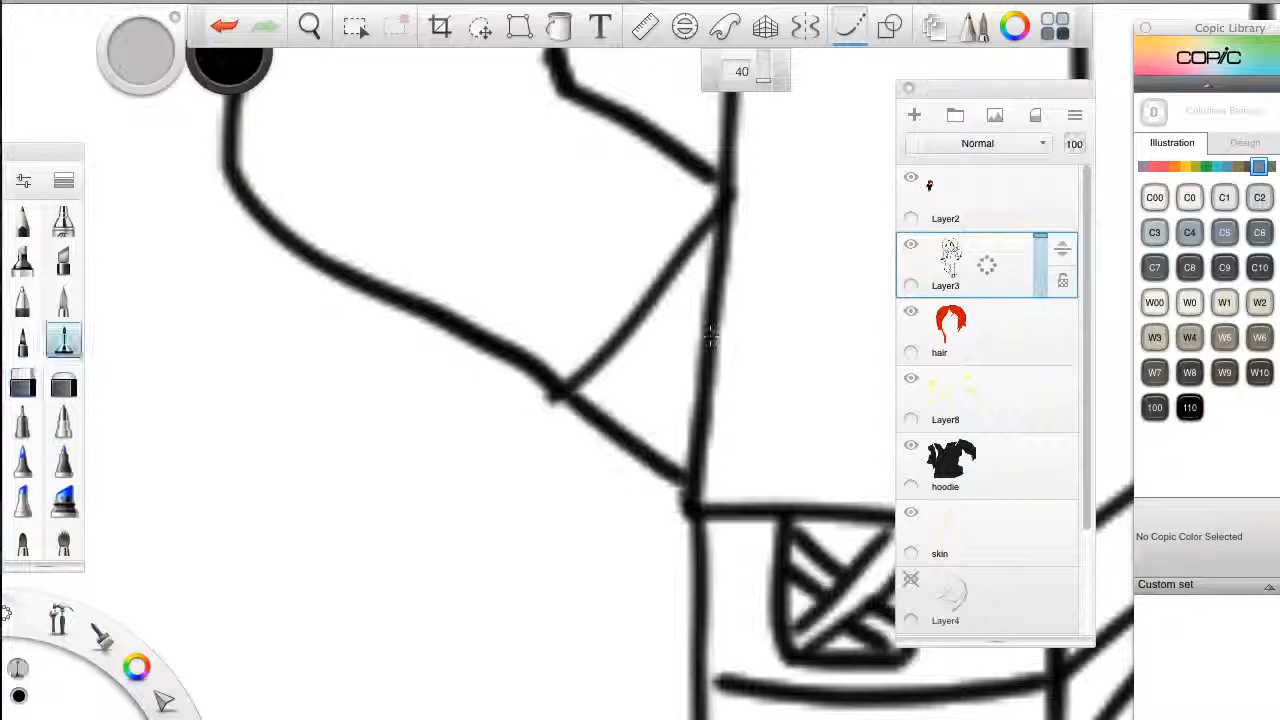 T
Copic Library
COPIC
40
0
Colorless Blender
Illustration
Design
Normal
100
Layer2
Layer3
hair
Layer8
hoodie
skin
Layer4
C00 C0 C1 C2
C3 C4 C5 C6
C7 C8 C9 C10
W00 W0 W1 W2
W3 W4 W5 W6
W7 W8 W9 W10
100 110
No Copic Color Selected
Custom set